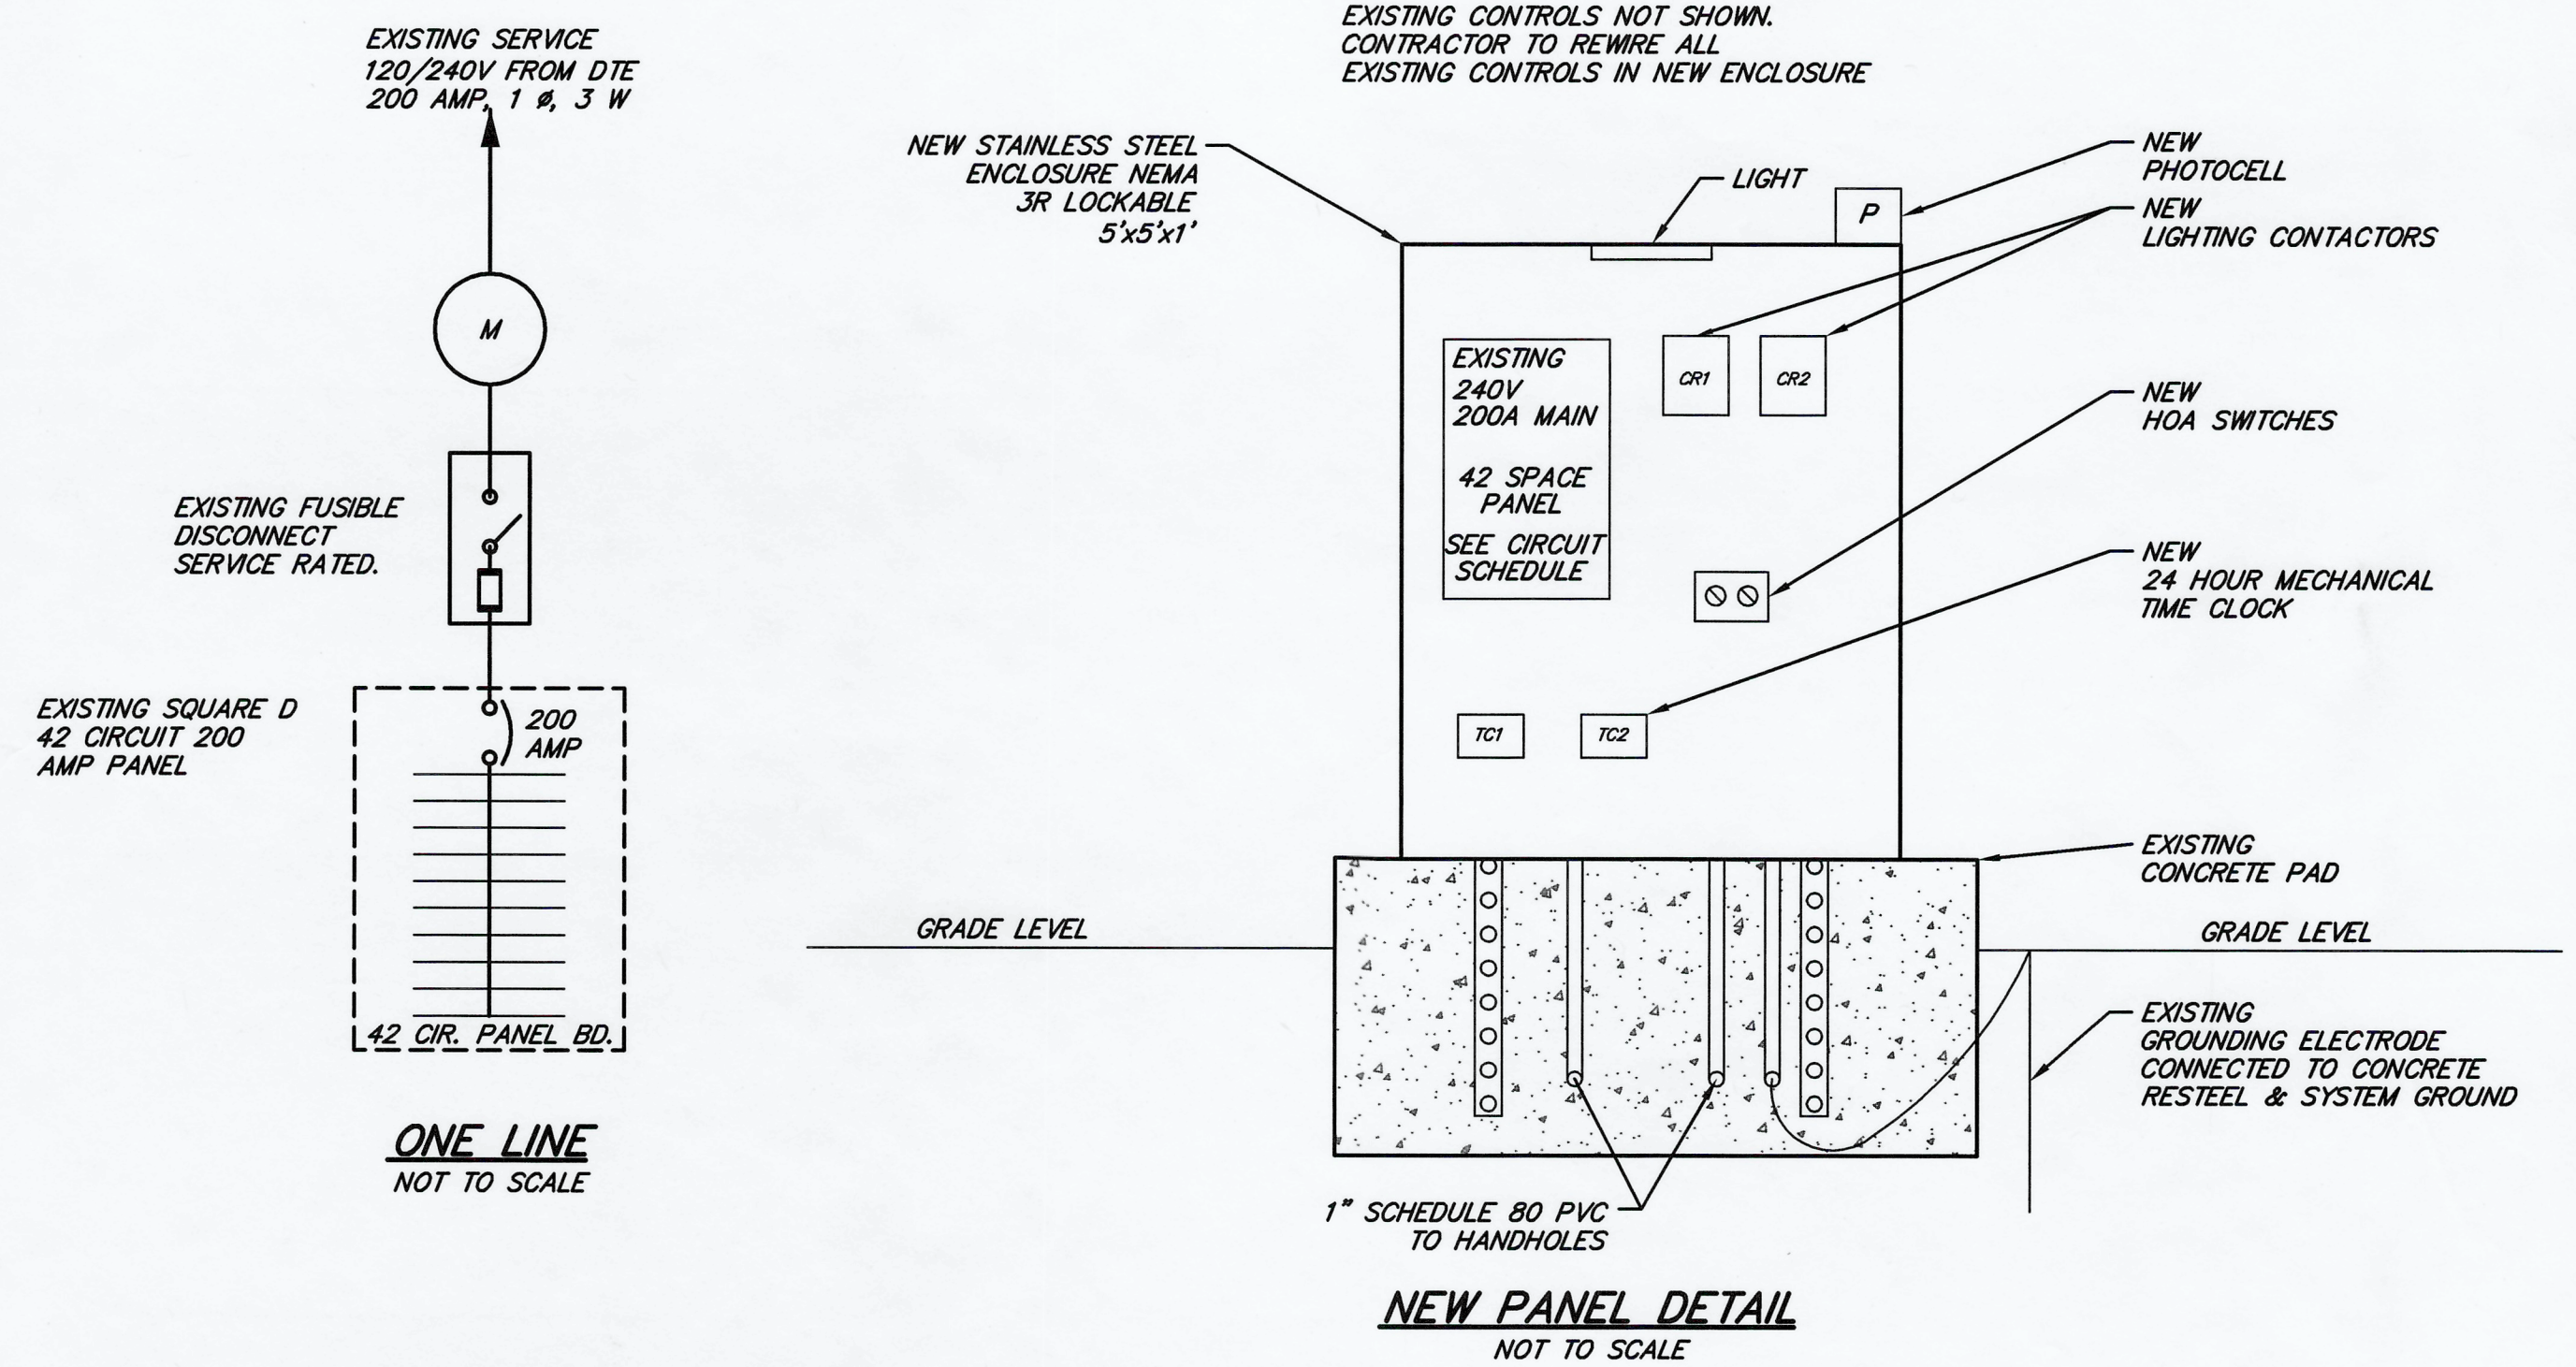 EXISTING SERVICE
120/240V FROM DTE
200 AMP, 1 ø, 3 W
M
EXISTING FUSIBLE
DISCONNECT
SERVICE RATED.
EXISTING SQUARE D
42 CIRCUIT 200
AMP PANEL
200
AMP
42 CIR. PANEL BD.
ONE LINE
NOT TO SCALE
EXISTING CONTROLS NOT SHOWN.
CONTRACTOR TO REWIRE ALL
EXISTING CONTROLS IN NEW ENCLOSURE
NEW STAINLESS STEEL
ENCLOSURE NEMA
3R LOCKABLE
5'x5'x1'
LIGHT
P
NEW
PHOTOCELL
NEW
LIGHTING CONTACTORS
EXISTING
240V
200A MAIN
42 SPACE
PANEL
SEE CIRCUIT
SCHEDULE
CR1
CR2
NEW
HOA SWITCHES
NEW
24 HOUR MECHANICAL
TIME CLOCK
TC1
TC2
EXISTING
CONCRETE PAD
GRADE LEVEL
GRADE LEVEL
EXISTING
GROUNDING ELECTRODE
CONNECTED TO CONCRETE
RESTEEL & SYSTEM GROUND
1" SCHEDULE 80 PVC
TO HANDHOLES
NEW PANEL DETAIL
NOT TO SCALE